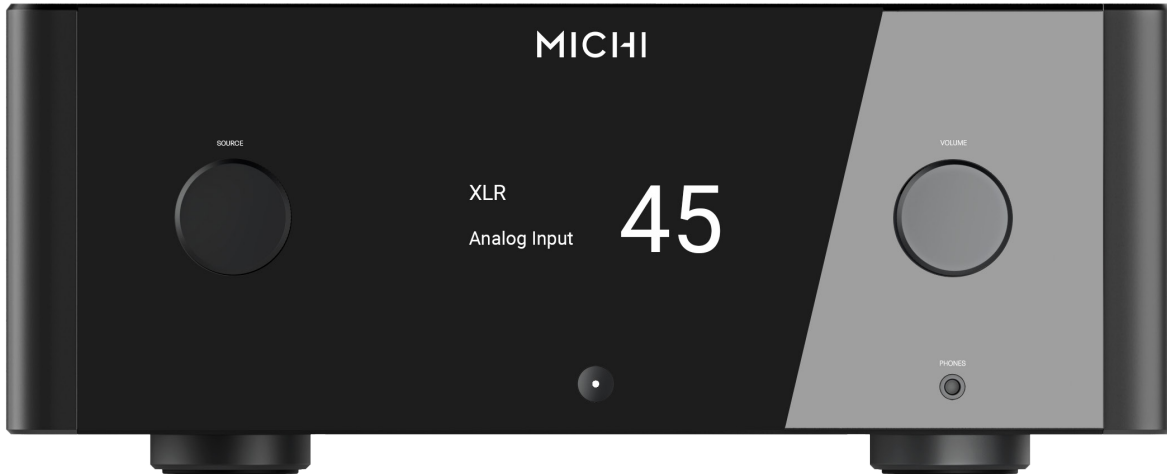 MICHI
SOURCE
VOLUME
XLR
Analog Input
45
PHONES